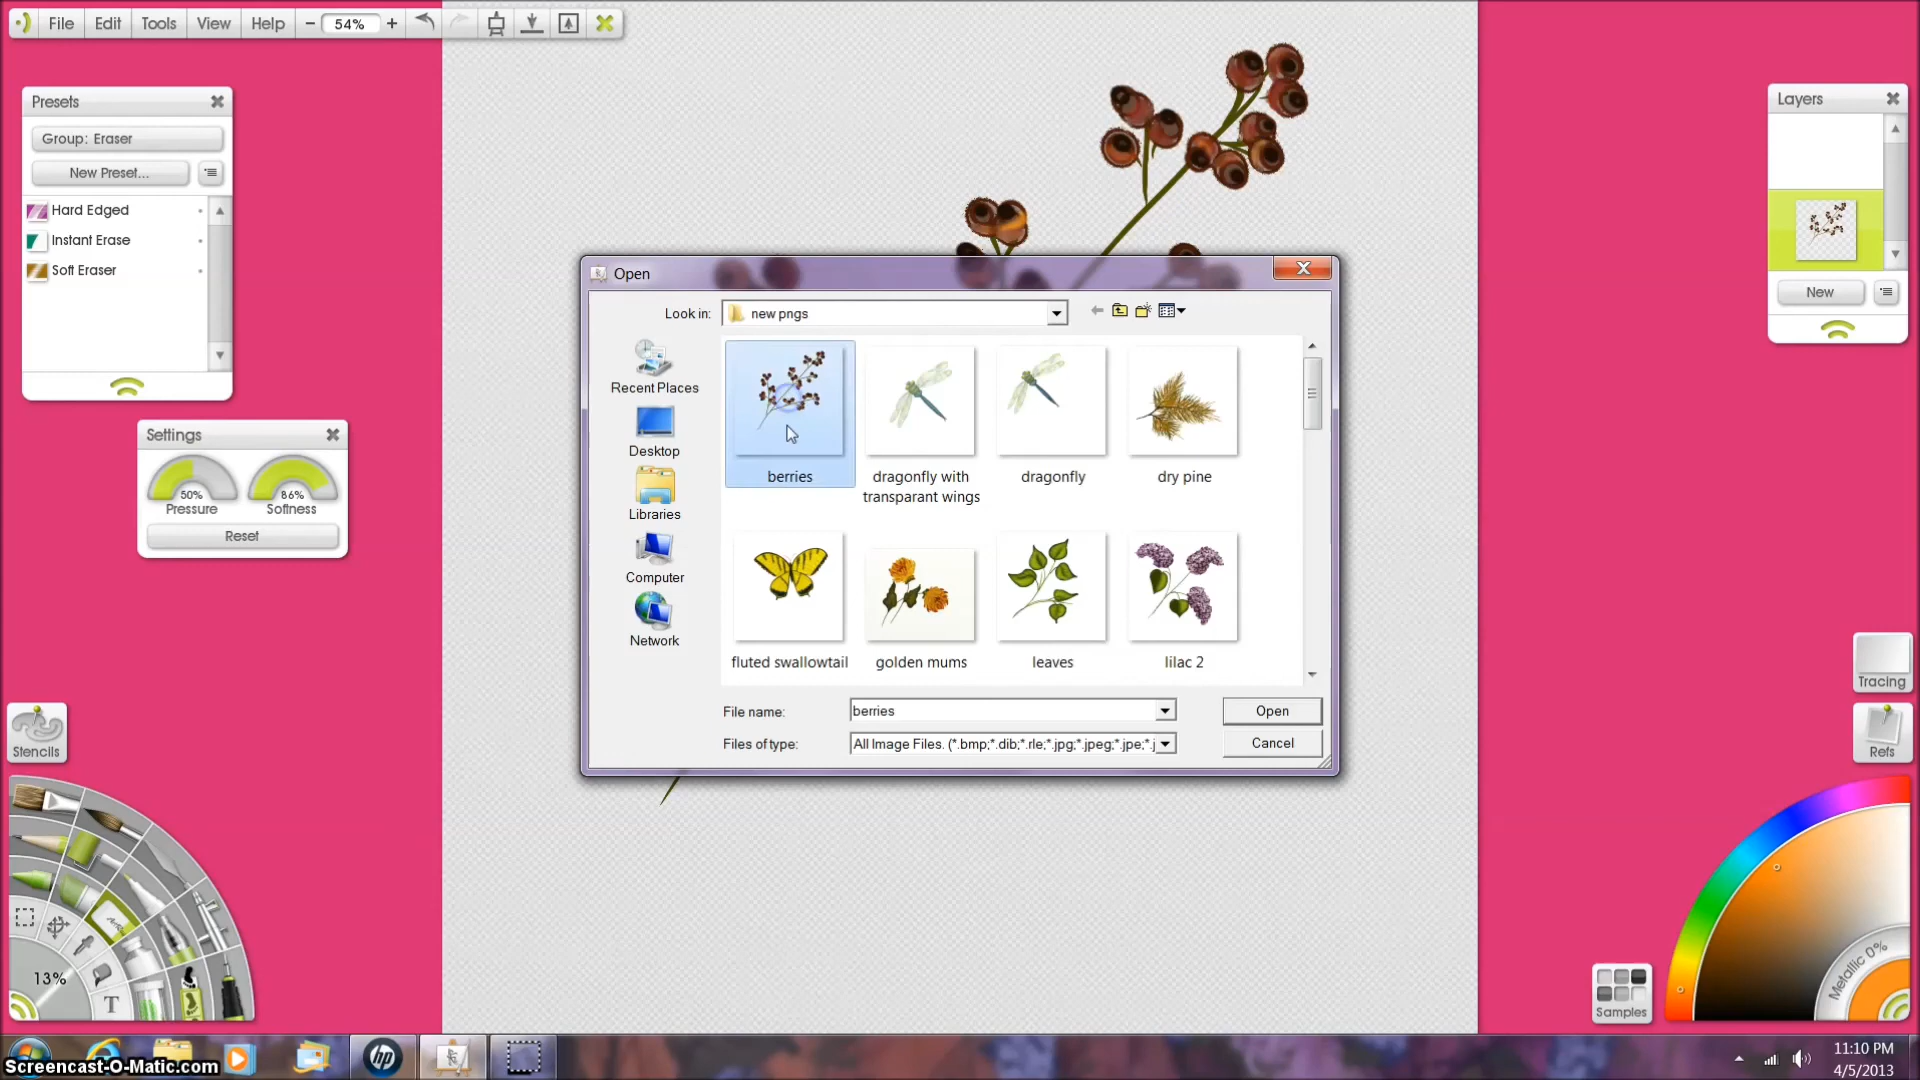 File Edit Tools View Help − 54% +
Presets
Group: Eraser
New Preset...
Hard Edged
Instant Erase
Soft Eraser
Settings
50% 86%
Pressure Softness
Reset
Stencils
13%
T
Open
Look in: new pngs
Recent Places
Desktop
Libraries
Computer
Network
berries
dragonfly with
transparant wings
dragonfly
dry pine
fluted swallowtail
golden mums
leaves
lilac 2
File name: berries
Files of type: All Image Files. (*.bmp;*.dib;*.rle;*.jpg;*.jpeg;*.jpe;*.j
Open
Cancel
Layers
New
Tracing
Refs
Metallic 0%
Samples
hp
Screencast-O-Matic.com
11:10 PM
4/5/2013